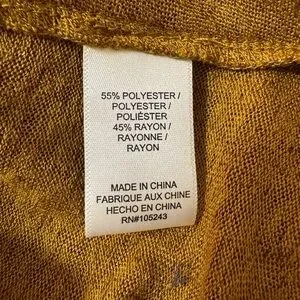 55% POLYESTER /
POLYESTER /
POLIÉSTER
45% RAYON /
RAYONNE /
RAYON
MADE IN CHINA
FABRIQUE AUX CHINE
HECHO EN CHINA
RN#105243